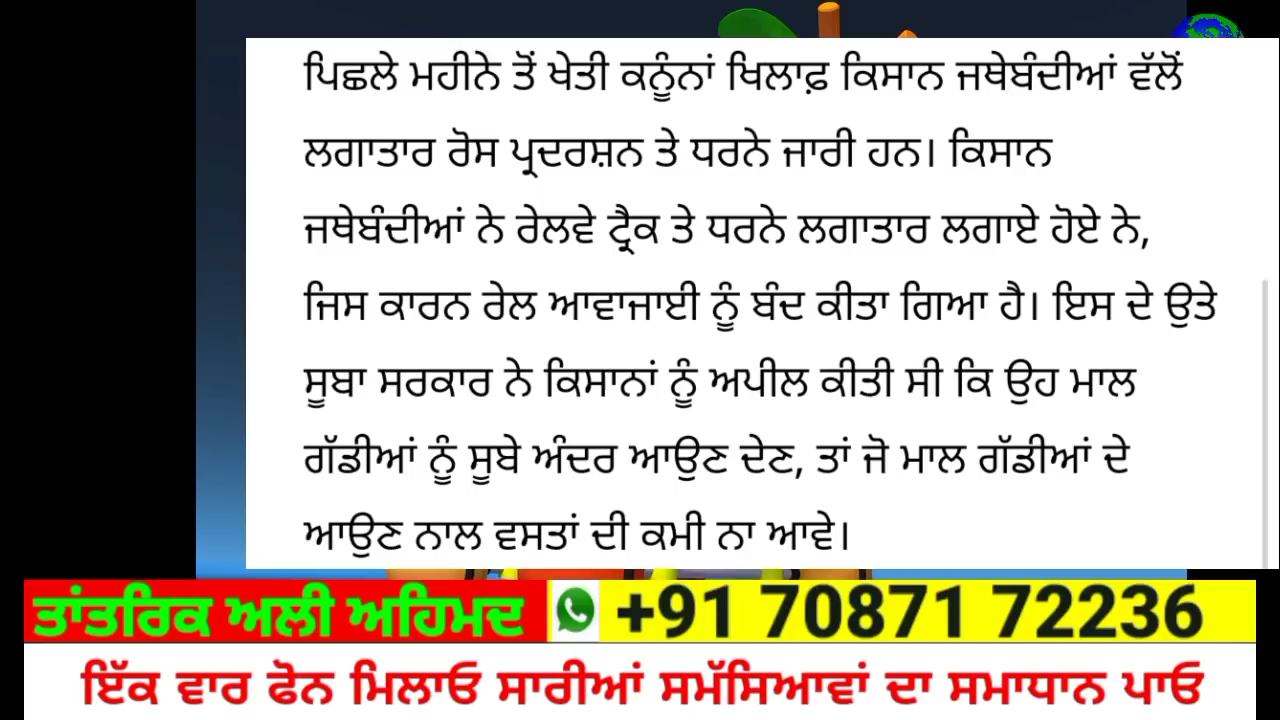 ਪਿਛਲੇ ਮਹੀਨੇ ਤੋਂ ਖੇਤੀ ਕਨੂੰਨਾਂ ਖਿਲਾਫ਼ ਕਿਸਾਨ ਜਥੇਬੰਦੀਆਂ ਵੱਲੋਂ
ਲਗਾਤਾਰ ਰੋਸ ਪ੍ਰਦਰਸ਼ਨ ਤੇ ਧਰਨੇ ਜਾਰੀ ਹਨ। ਕਿਸਾਨ
ਜਥੇਬੰਦੀਆਂ ਨੇ ਰੇਲਵੇ ਟ੍ਰੈਕ ਤੇ ਧਰਨੇ ਲਗਾਤਾਰ ਲਗਾਏ ਹੋਏ ਨੇ,
ਜਿਸ ਕਾਰਨ ਰੇਲ ਆਵਾਜਾਈ ਨੂੰ ਬੰਦ ਕੀਤਾ ਗਿਆ ਹੈ। ਇਸ ਦੇ ਉਤੇ
ਸੂਬਾ ਸਰਕਾਰ ਨੇ ਕਿਸਾਨਾਂ ਨੂੰ ਅਪੀਲ ਕੀਤੀ ਸੀ ਕਿ ਉਹ ਮਾਲ
ਗੱਡੀਆਂ ਨੂੰ ਸੂਬੇ ਅੰਦਰ ਆਉਣ ਦੇਣ, ਤਾਂ ਜੋ ਮਾਲ ਗੱਡੀਆਂ ਦੇ
ਆਉਣ ਨਾਲ ਵਸਤਾਂ ਦੀ ਕਮੀ ਨਾ ਆਵੇ।
ਤਾਂਤਰਿਕ ਅਲੀ ਅਹਿਮਦ +91 70871 72236
ਇੱਕ ਵਾਰ ਫੋਨ ਮਿਲਾਓ ਸਾਰੀਆਂ ਸਮੱਸਿਆਵਾਂ ਦਾ ਸਮਾਧਾਨ ਪਾਓ